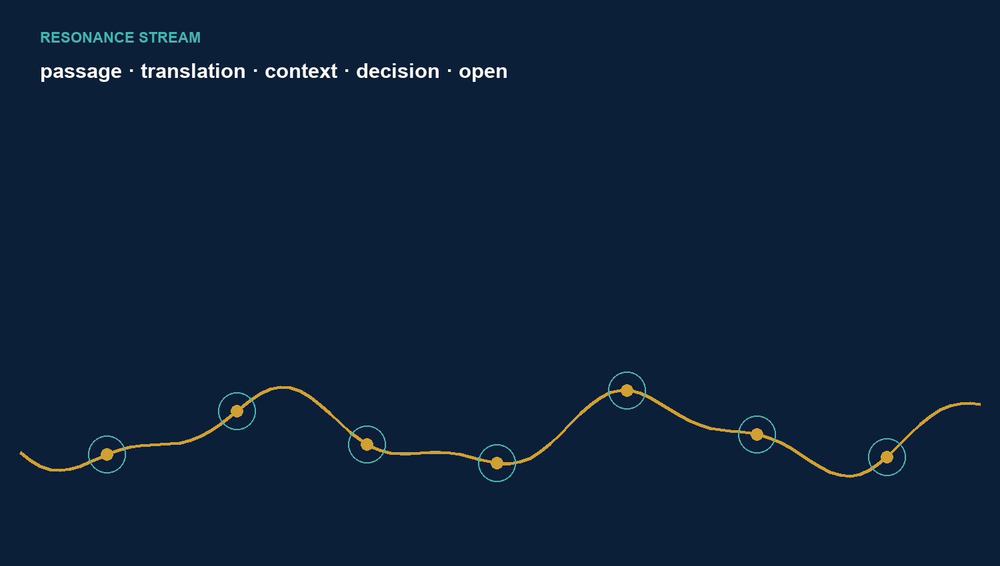 RESONANCE STREAM
passage · translation · context · decision · open